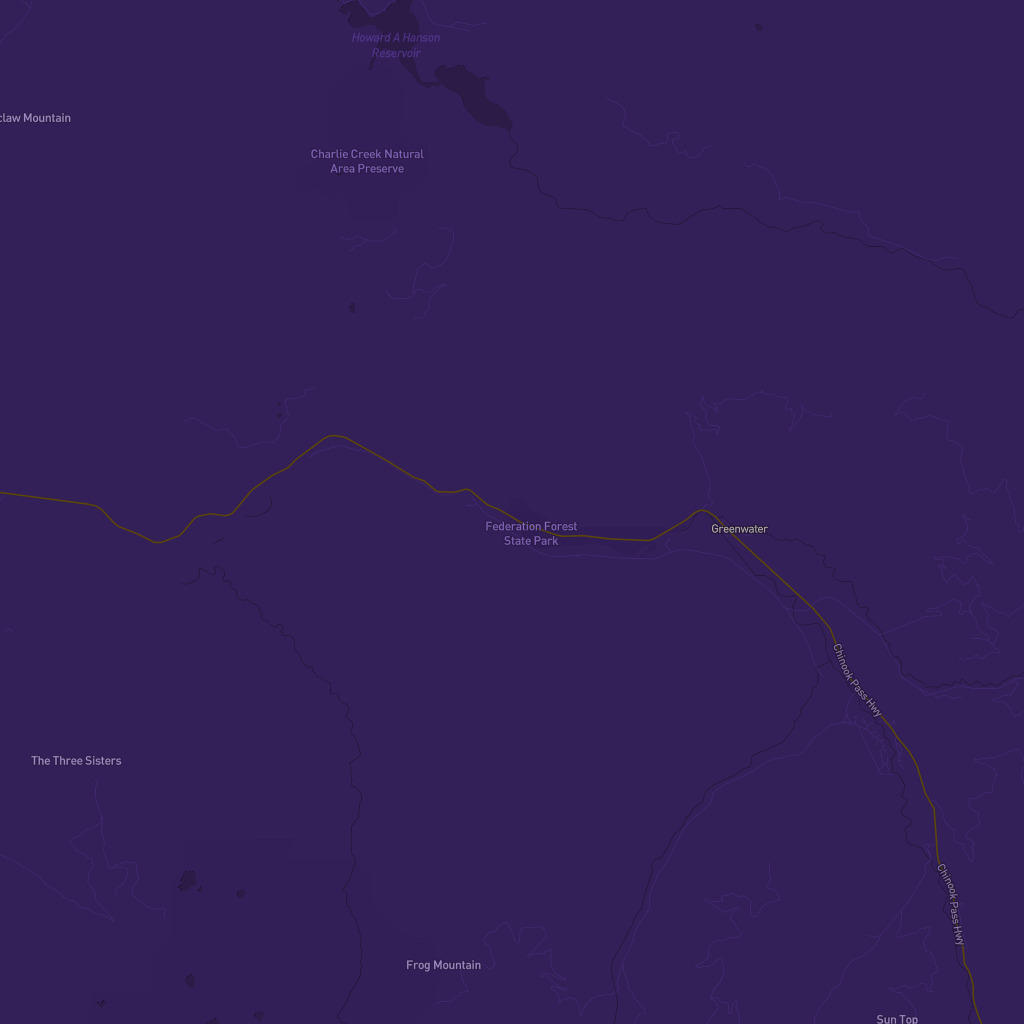 Howard A Hanson
Reservoir
claw Mountain
Charlie Creek Natural
Area Preserve
Federation Forest
State Park
Greenwater
Chinook Pass Hwy
The Three Sisters
Chinook Pass Hwy
Frog Mountain
Sun Top